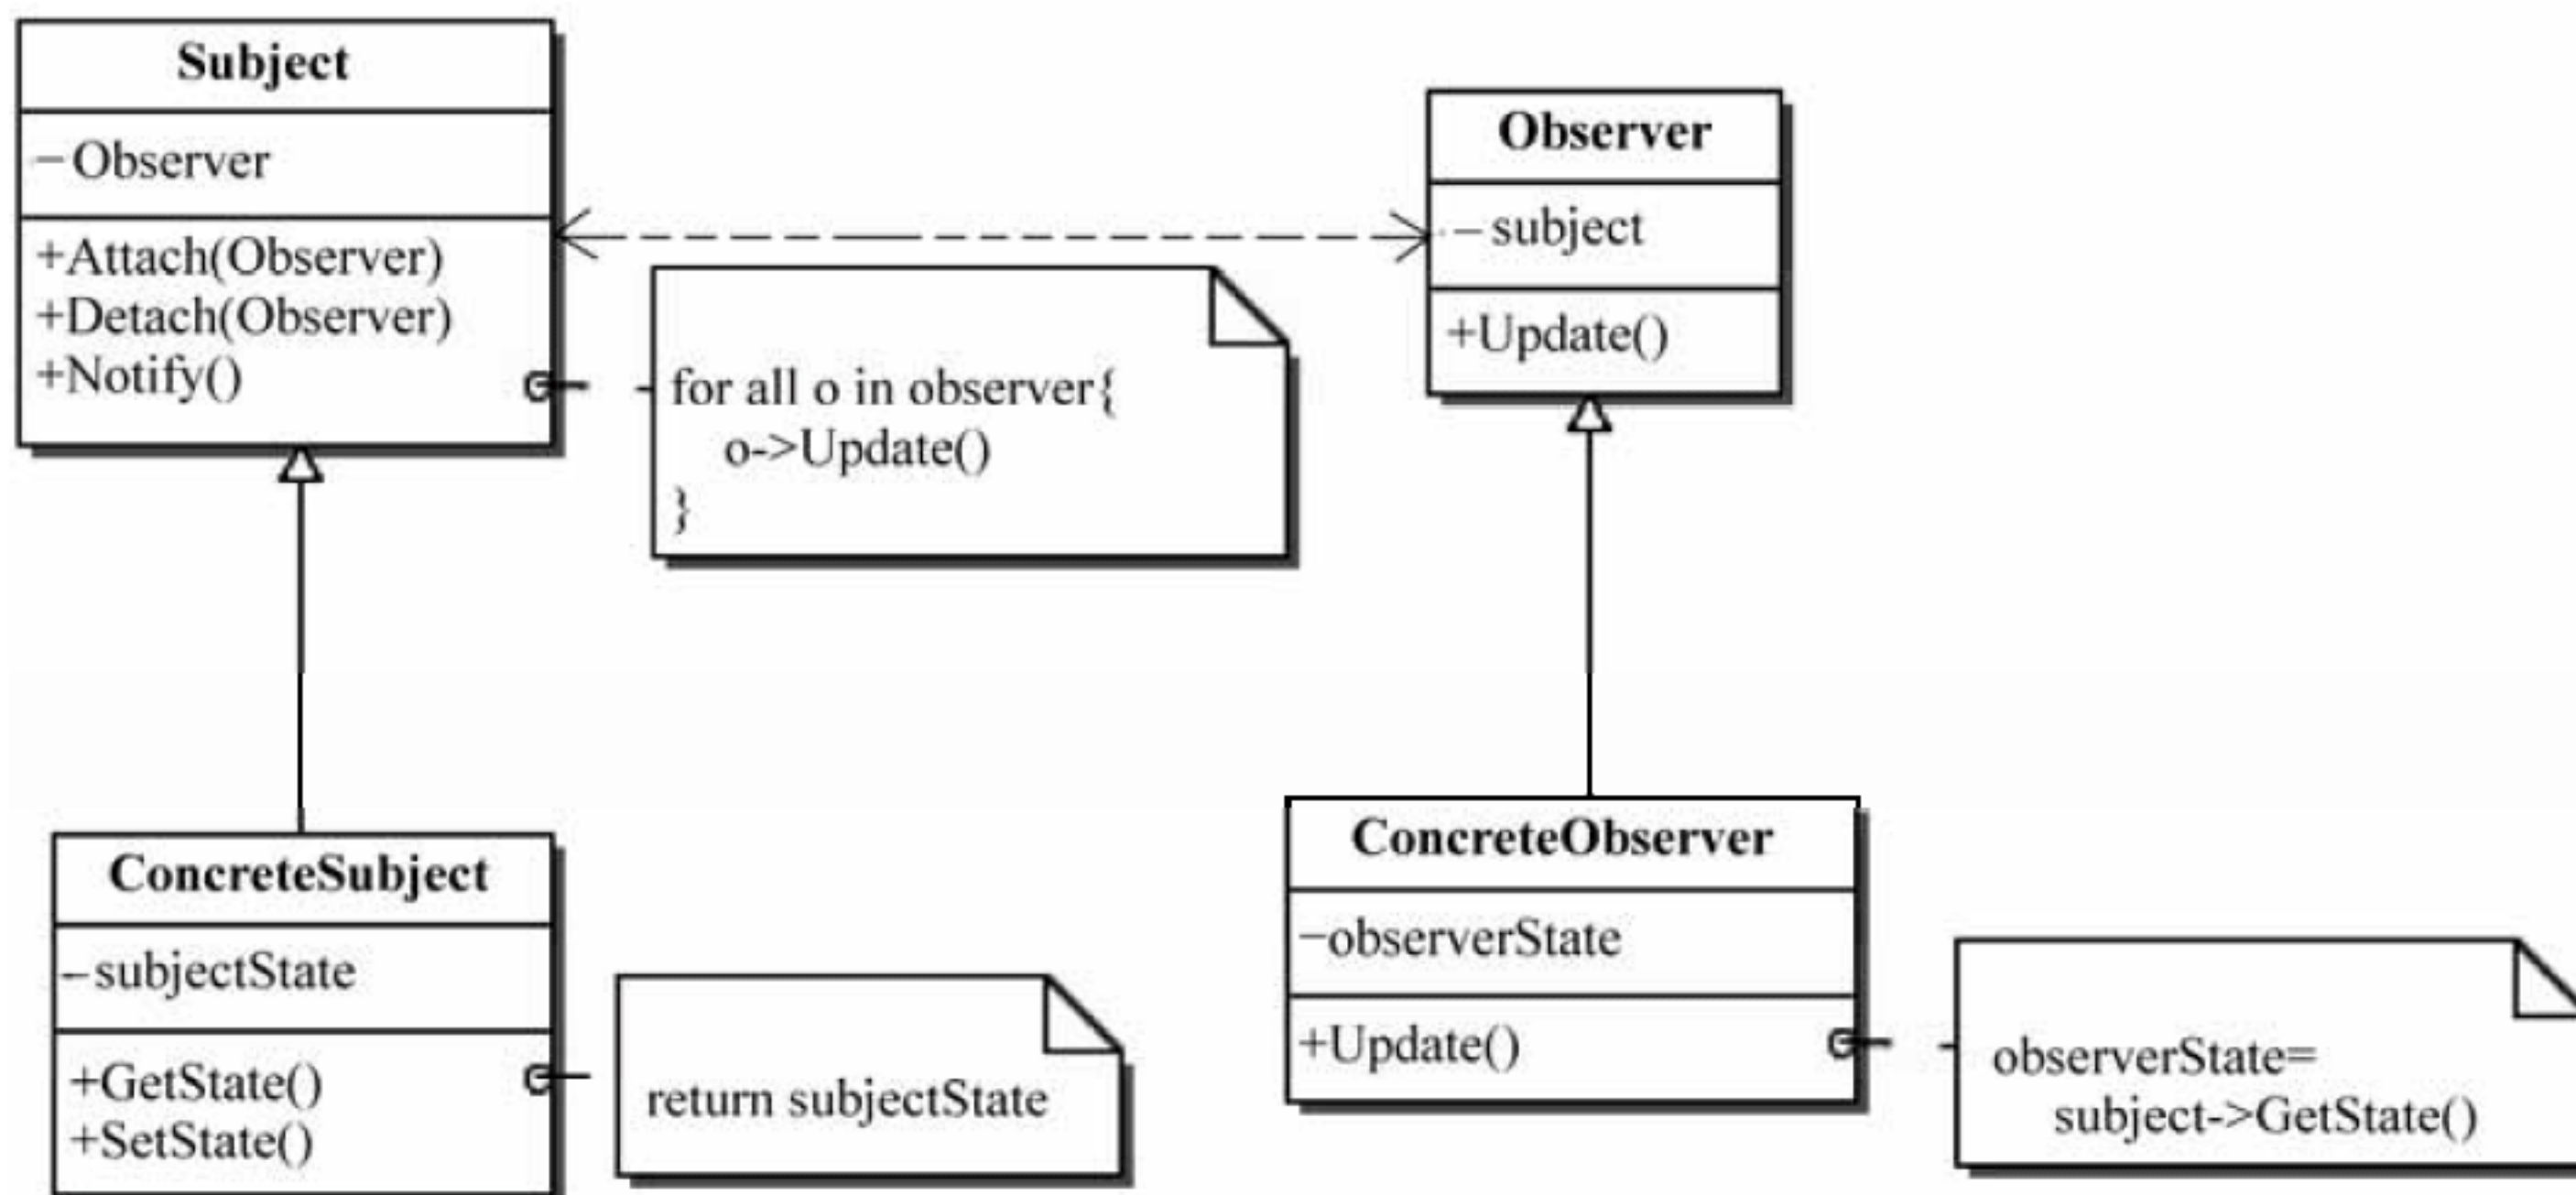 Subject
−Observer
+Attach(Observer)
+Detach(Observer)
+Notify()
for all o in observer{
o->Update()
}
Observer
−subject
+Update()
ConcreteSubject
−subjectState
+GetState()
+SetState()
return subjectState
ConcreteObserver
−observerState
+Update()
observerState=
subject->GetState()